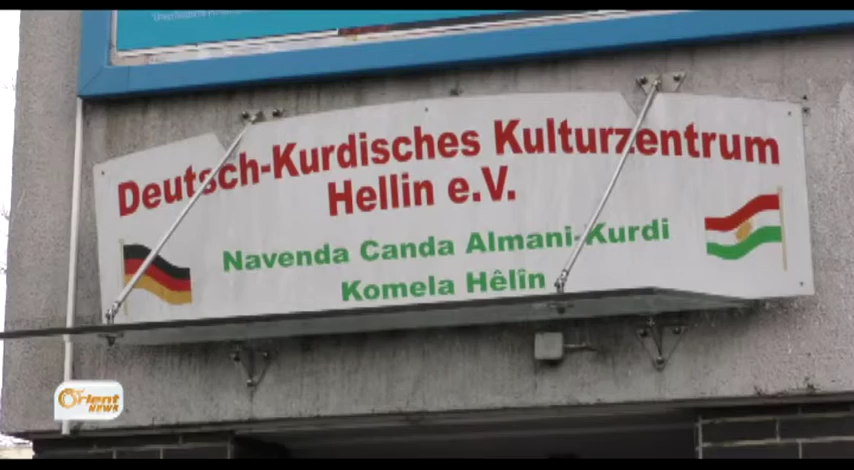 Deutsch-Kurdisches Kulturzentrum
Hellin e.V.
Navenda Canda Almani-Kurdi
Komela Hêlîn
Orient
NEWS